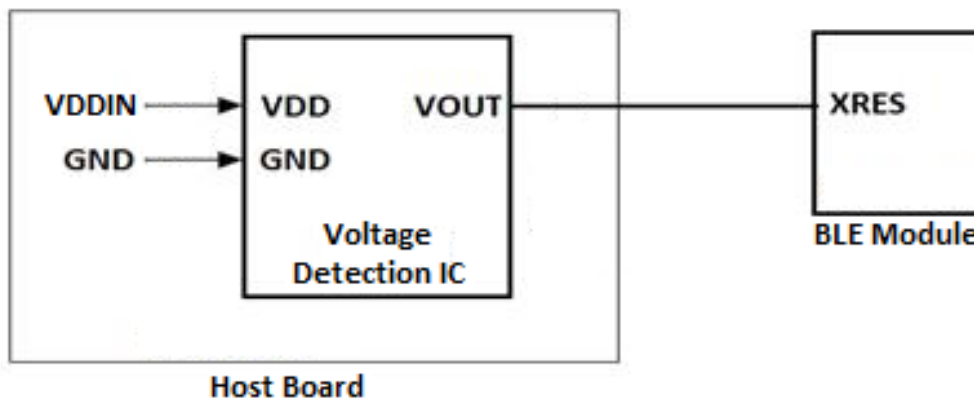 VDDIN
VDD
VOUT
XRES
GND
GND
Voltage
Detection IC
BLE Module
Host Board